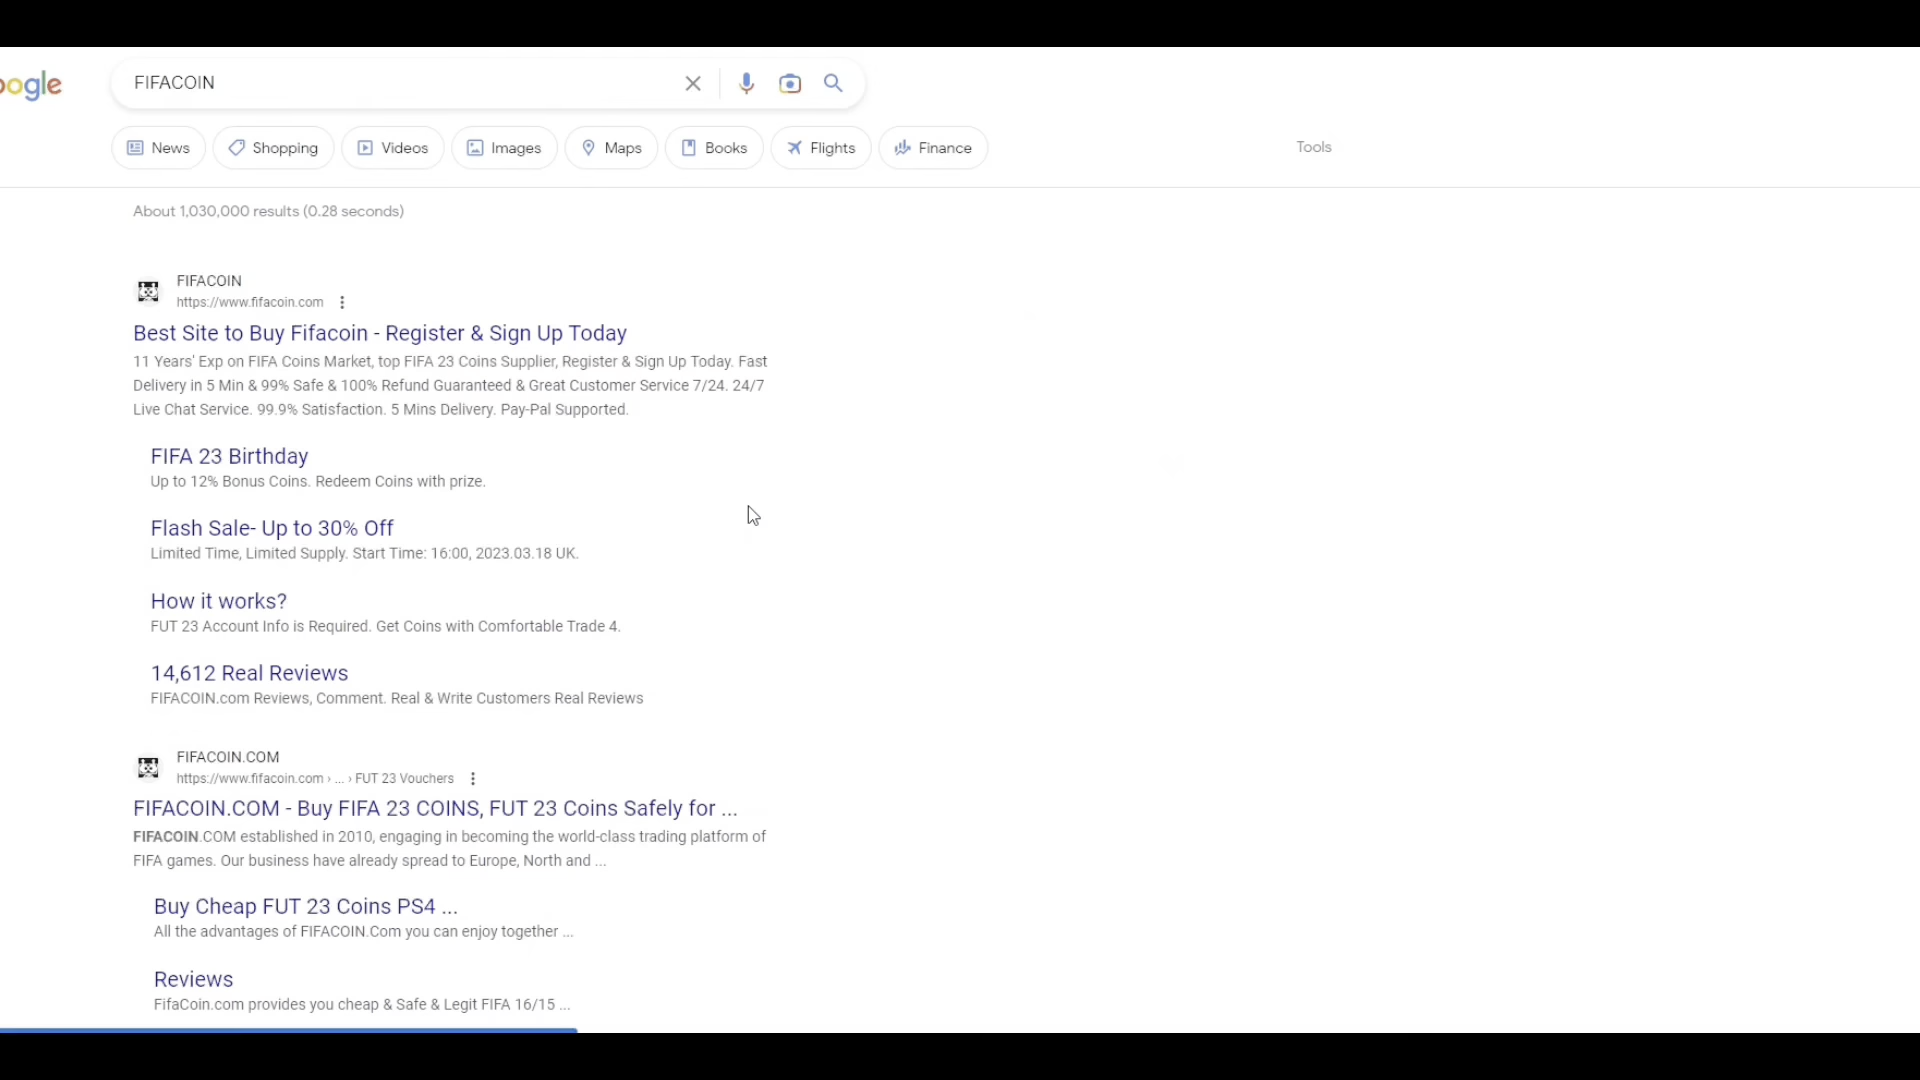 oogle
FIFACOIN
News Shopping Videos Images Maps Books Flights Finance Tools
About 1,030,000 results (0.28 seconds)
FIFACOIN
https://www.fifacoin.com
Best Site to Buy Fifacoin - Register & Sign Up Today
11 Years' Exp on FIFA Coins Market, top FIFA 23 Coins Supplier, Register & Sign Up Today. Fast
Delivery in 5 Min & 99% Safe & 100% Refund Guaranteed & Great Customer Service 7/24. 24/7
Live Chat Service. 99.9% Satisfaction. 5 Mins Delivery. Pay-Pal Supported.
FIFA 23 Birthday
Up to 12% Bonus Coins. Redeem Coins with prize.
Flash Sale- Up to 30% Off
Limited Time, Limited Supply. Start Time: 16:00, 2023.03.18 UK.
How it works?
FUT 23 Account Info is Required. Get Coins with Comfortable Trade 4.
14,612 Real Reviews
FIFACOIN.com Reviews, Comment. Real & Write Customers Real Reviews
FIFACOIN.COM
https://www.fifacoin.com › ... › FUT 23 Vouchers
FIFACOIN.COM - Buy FIFA 23 COINS, FUT 23 Coins Safely for ...
FIFACOIN.COM established in 2010, engaging in becoming the world-class trading platform of
FIFA games. Our business have already spread to Europe, North and ...
Buy Cheap FUT 23 Coins PS4 ...
All the advantages of FIFACOIN.Com you can enjoy together ...
Reviews
FifaCoin.com provides you cheap & Safe & Legit FIFA 16/15 ...